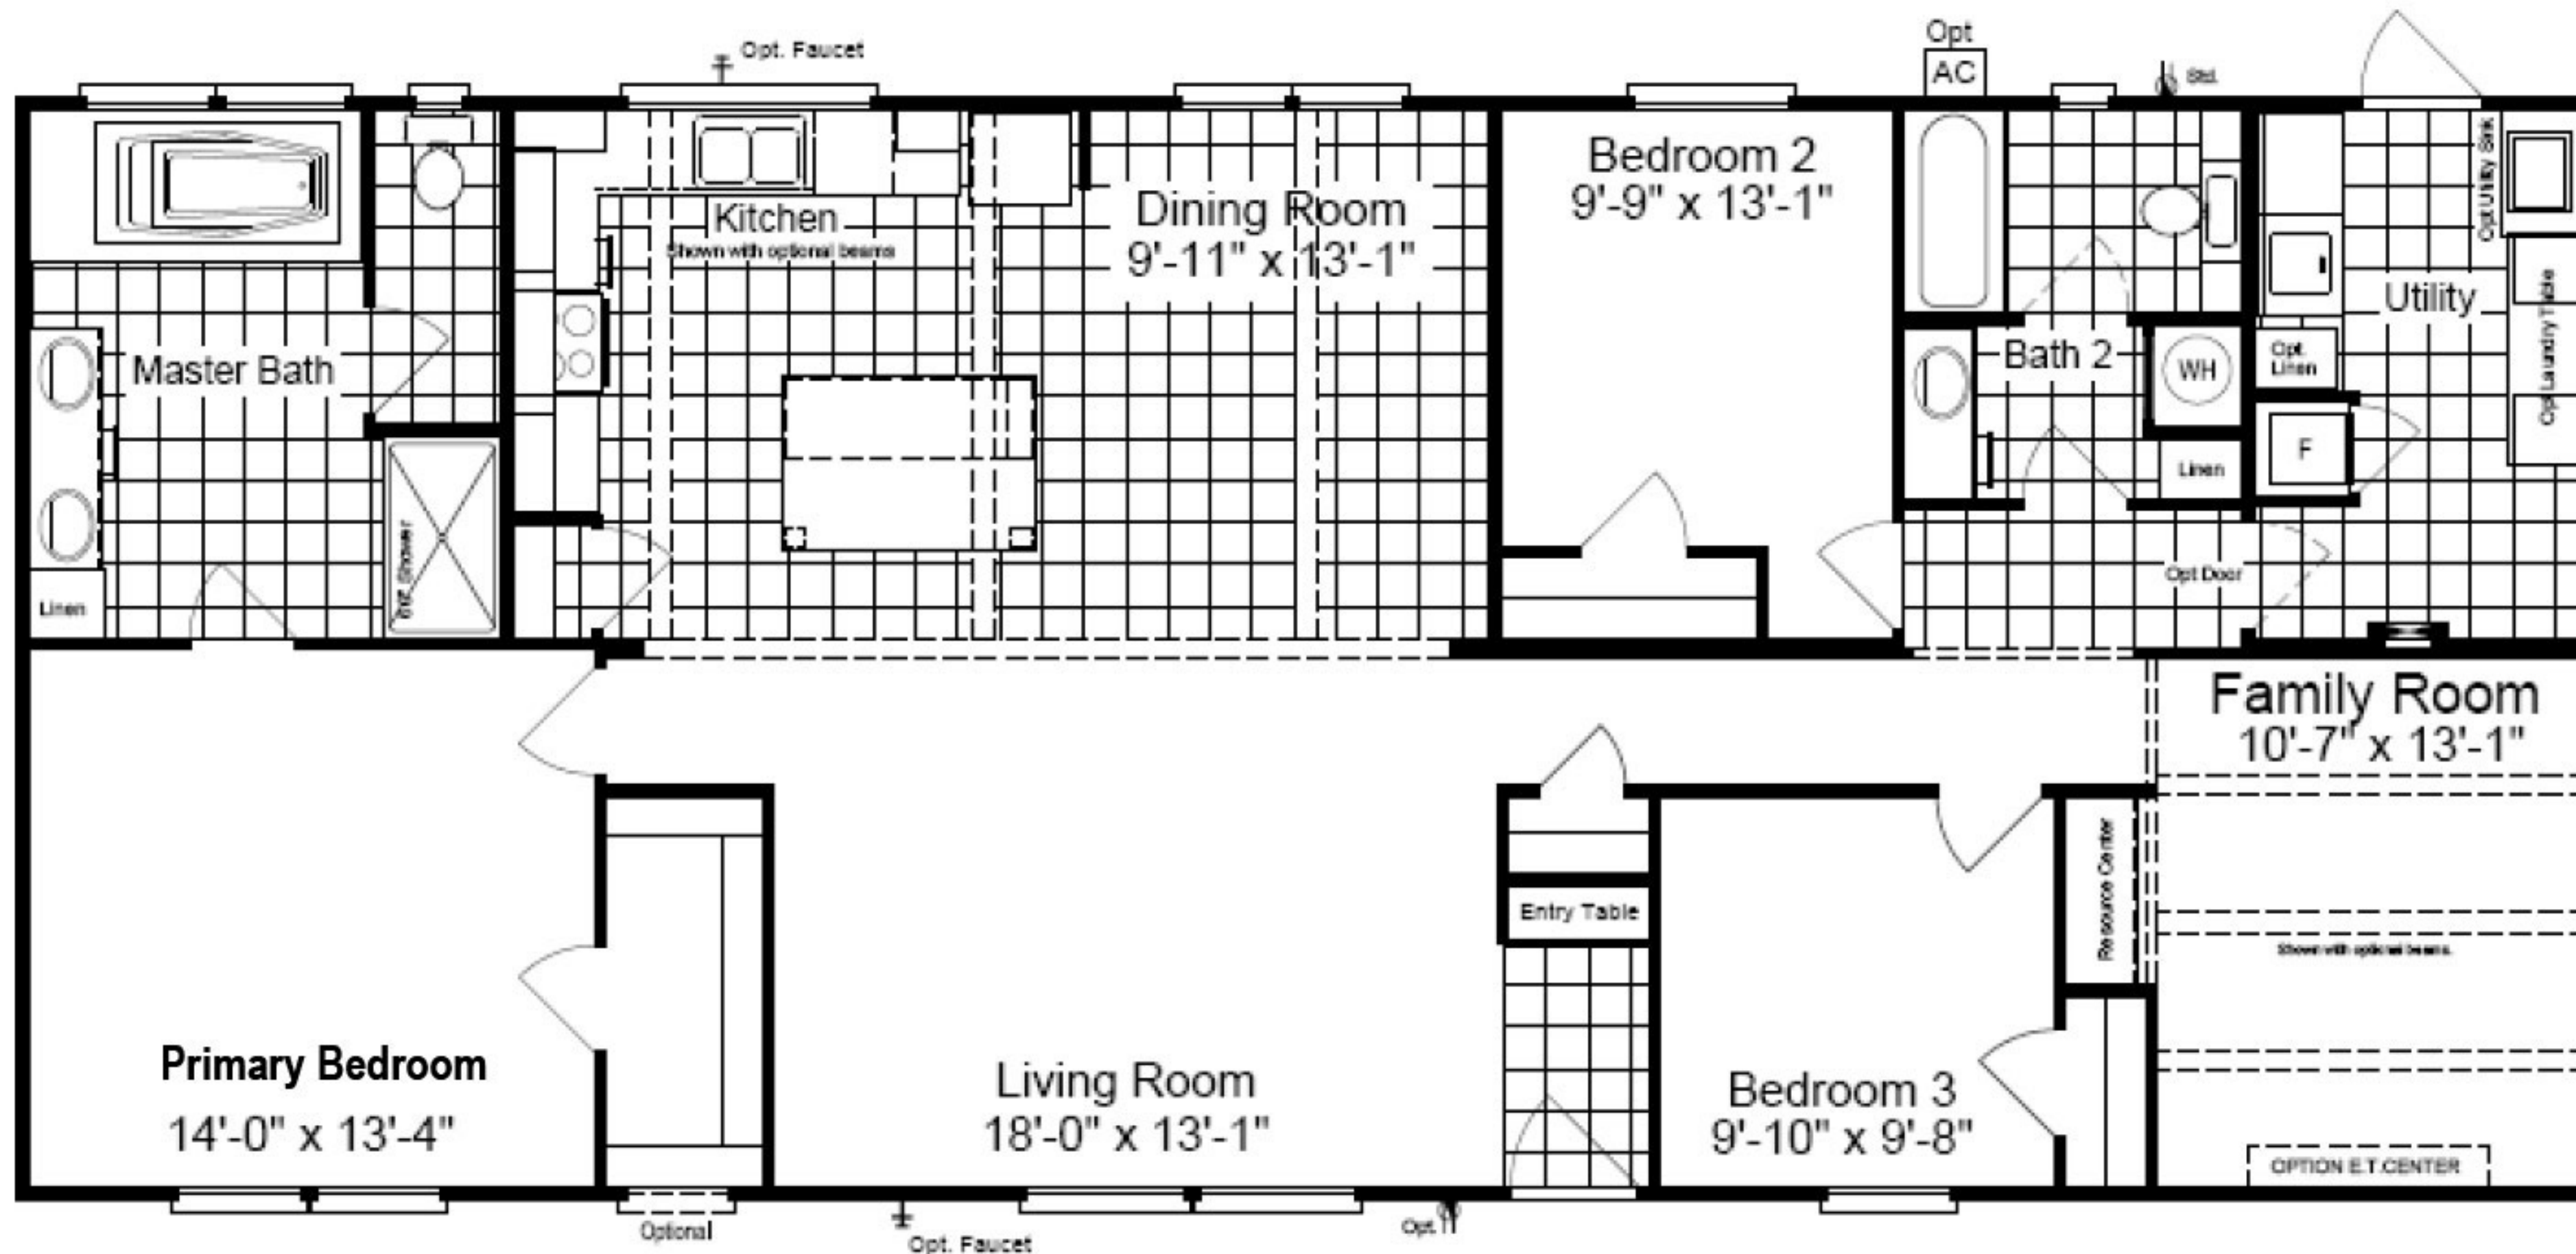 Opt. Faucet
Opt
AC
Std.
Bedroom 2
9'-9" x 13'-1"
Kitchen
Shown with optional beams
Dining Room
9'-11" x 13'-1"
Opt Utility Sink
Utility
Opt Laundry Table
Master Bath
Bath 2
WH
Opt.
Linen
F
Linen
Shower
Linen
Opt Door
Family Room
10'-7" x 13'-1"
Entry Table
Resource Center
Shown with optional beams.
Primary Bedroom
14'-0" x 13'-4"
Living Room
18'-0" x 13'-1"
Bedroom 3
9'-10" x 9'-8"
OPTION E.T.CENTER
Optional
Opt. Faucet
Opt.